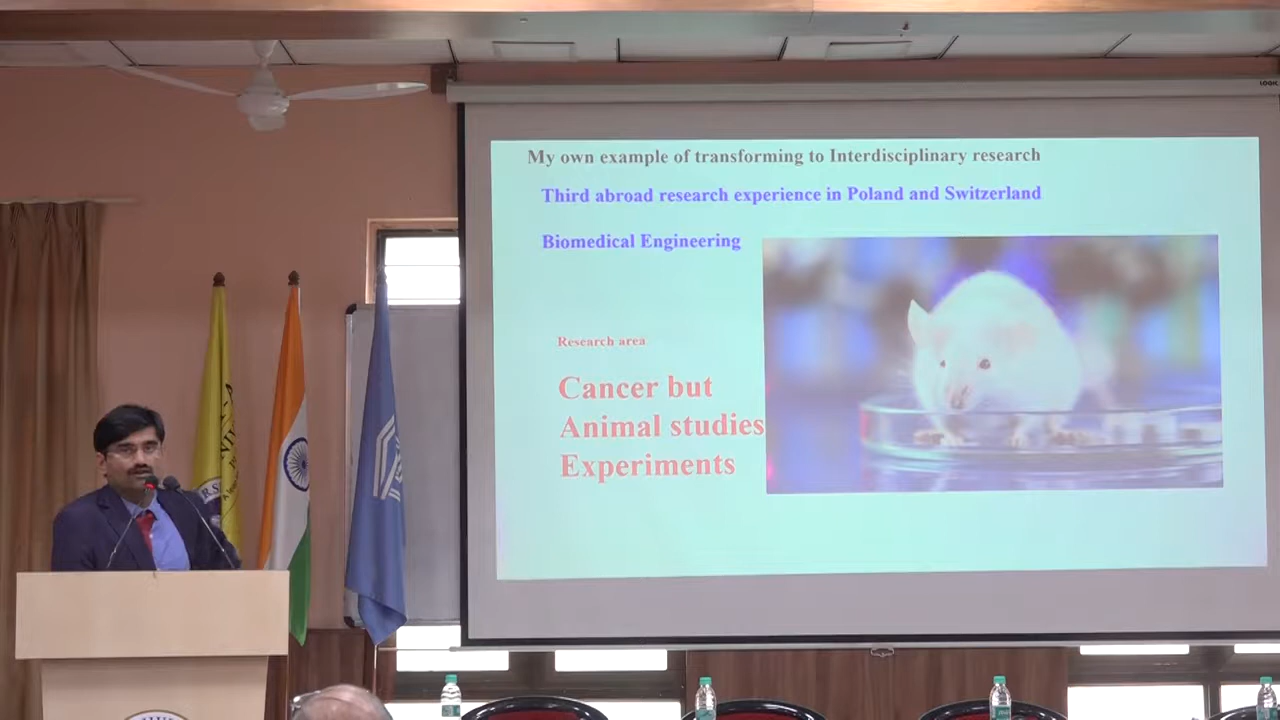 LOGIC
My own example of transforming to Interdisciplinary research
Third abroad research experience in Poland and Switzerland
Biomedical Engineering
Research area
Cancer but
Animal studies
Experiments